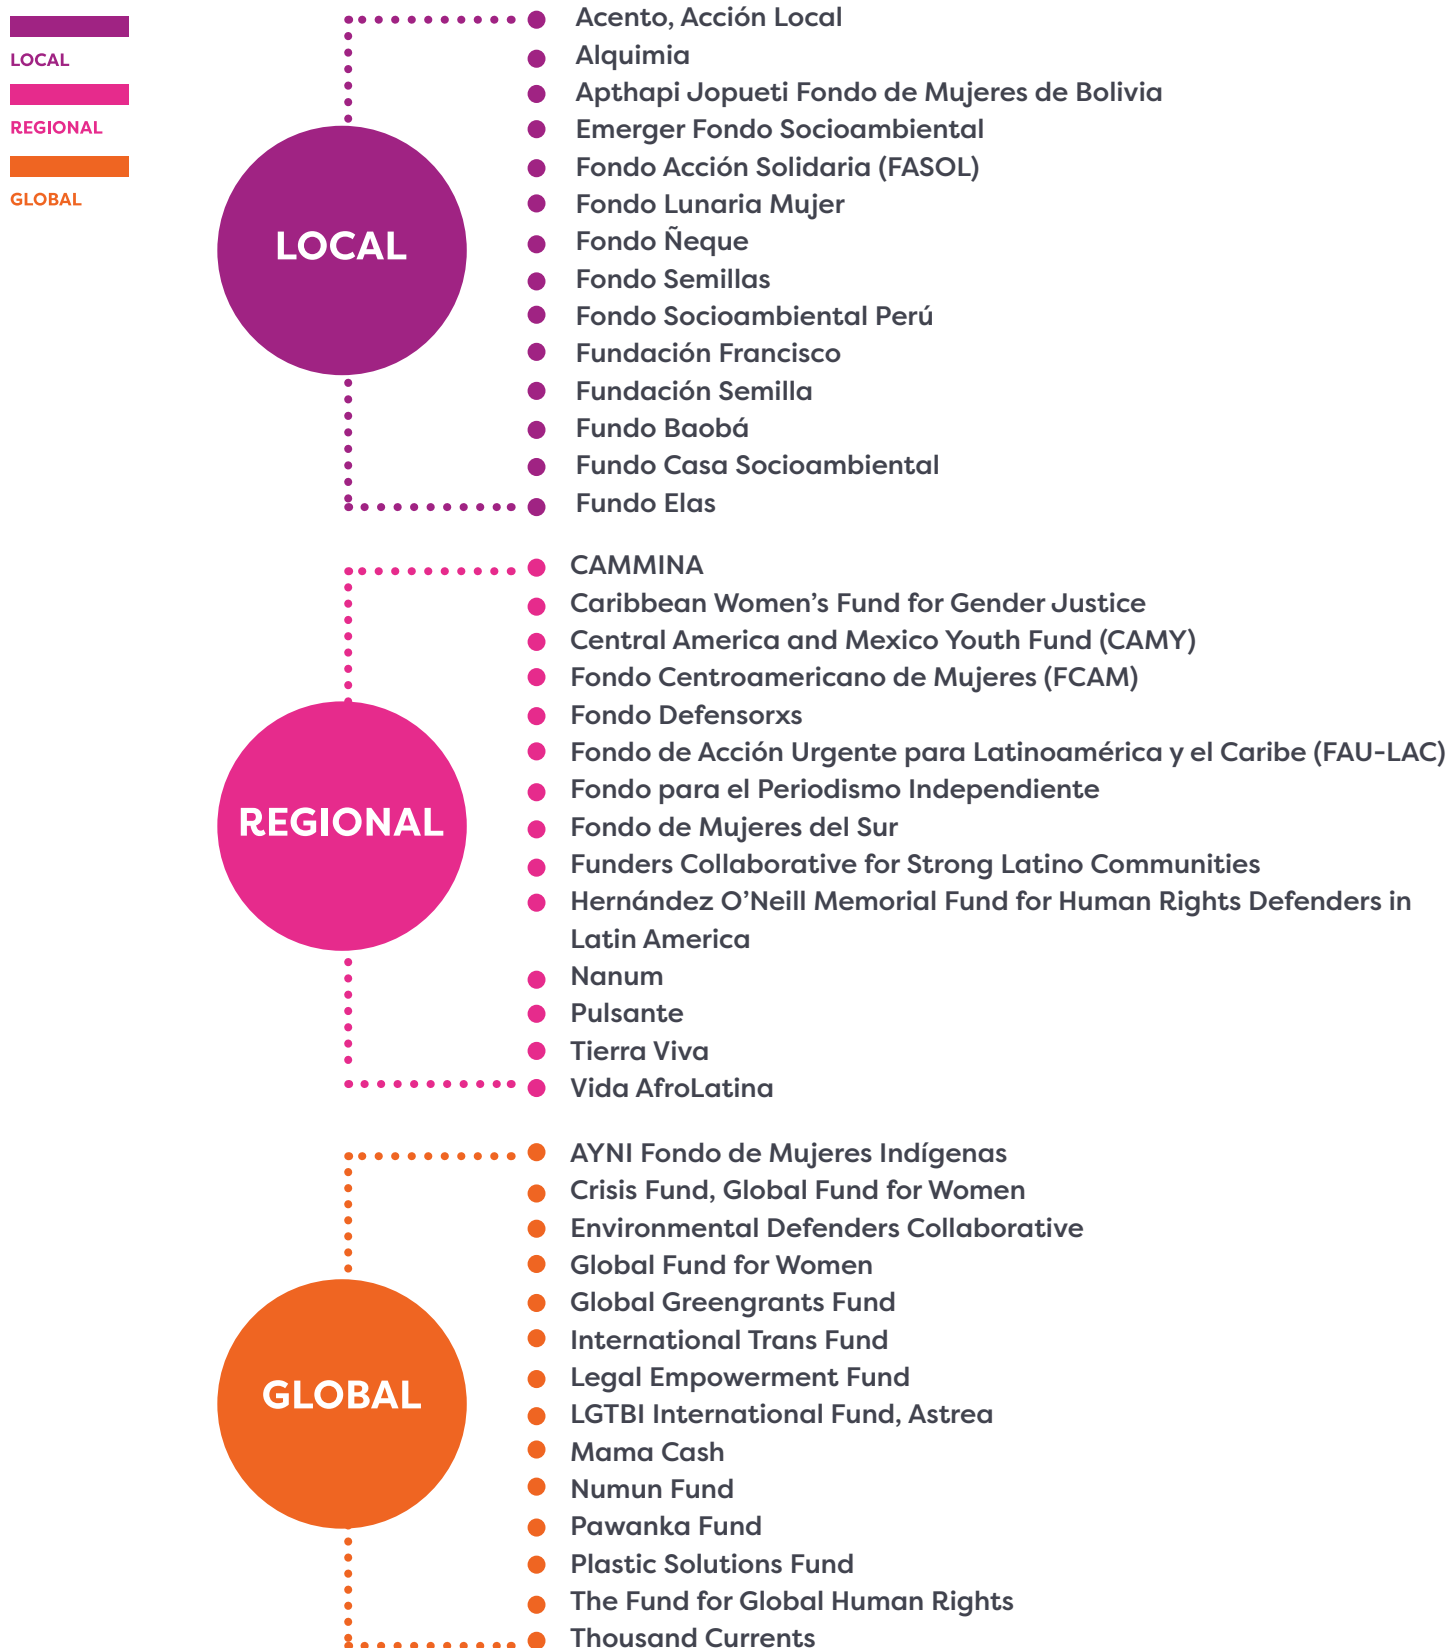 LOCAL
REGIONAL
GLOBAL
LOCAL
Acento, Acción Local
Alquimia
Apthapi Jopueti Fondo de Mujeres de Bolivia
Emerger Fondo Socioambiental
Fondo Acción Solidaria (FASOL)
Fondo Lunaria Mujer
Fondo Ñeque
Fondo Semillas
Fondo Socioambiental Perú
Fundación Francisco
Fundación Semilla
Fundo Baobá
Fundo Casa Socioambiental
Fundo Elas
REGIONAL
CAMMINA
Caribbean Women’s Fund for Gender Justice
Central America and Mexico Youth Fund (CAMY)
Fondo Centroamericano de Mujeres (FCAM)
Fondo Defensorxs
Fondo de Acción Urgente para Latinoamérica y el Caribe (FAU-LAC)
Fondo para el Periodismo Independiente
Fondo de Mujeres del Sur
Funders Collaborative for Strong Latino Communities
Hernández O’Neill Memorial Fund for Human Rights Defenders in
Latin America
Nanum
Pulsante
Tierra Viva
Vida AfroLatina
GLOBAL
AYNI Fondo de Mujeres Indígenas
Crisis Fund, Global Fund for Women
Environmental Defenders Collaborative
Global Fund for Women
Global Greengrants Fund
International Trans Fund
Legal Empowerment Fund
LGTBI International Fund, Astrea
Mama Cash
Numun Fund
Pawanka Fund
Plastic Solutions Fund
The Fund for Global Human Rights
Thousand Currents